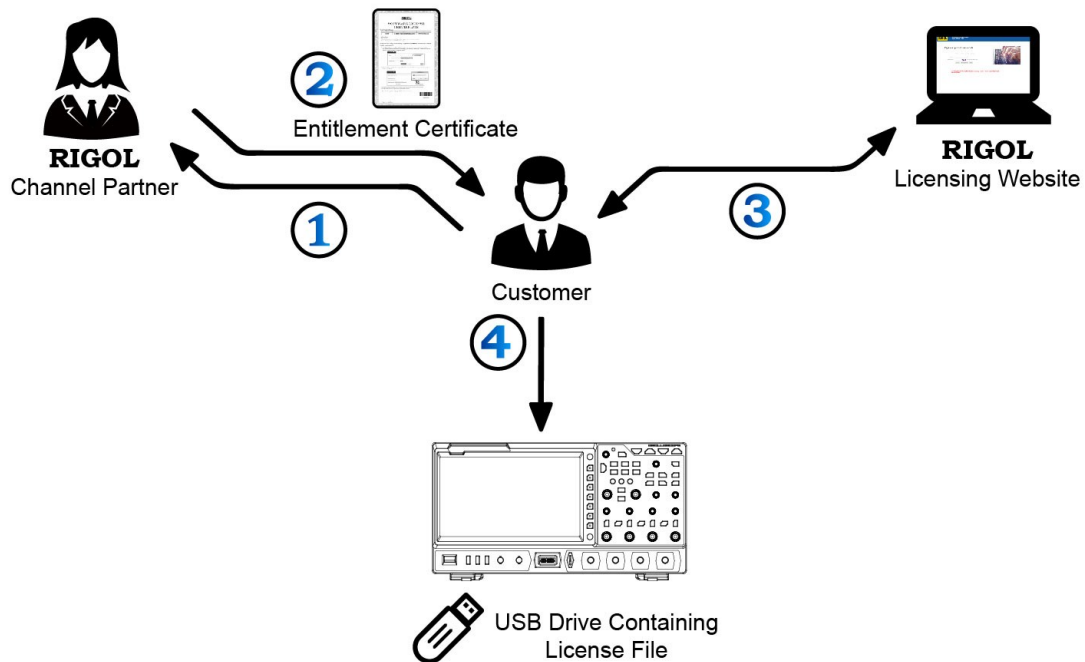 2
Entitlement Certificate
RIGOL
Channel Partner
1
RIGOL
Licensing Website
3
Customer
4
USB Drive Containing
License File